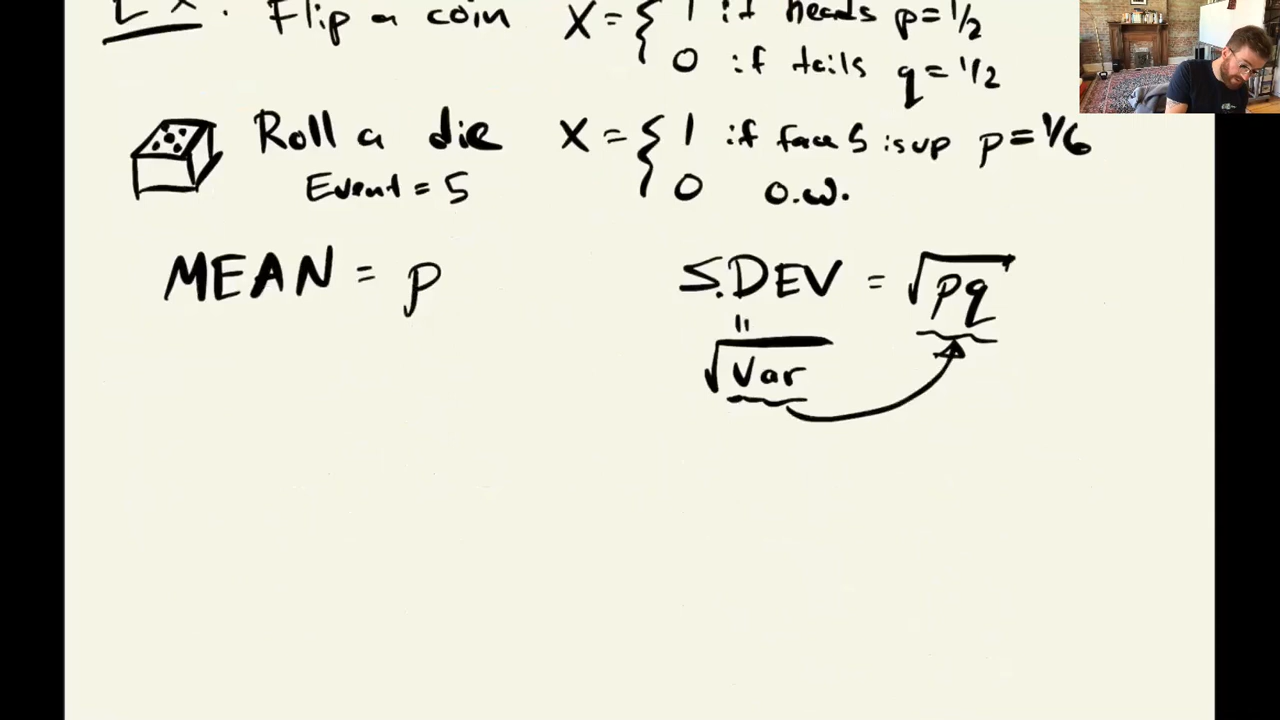 Ex: Flip a coin X = { 1 if heads p = 1/2
0 if tails q = 1/2
Roll a die X = { 1 if face 5 is up p = 1/6
Event = 5 0 o.w.
MEAN = p S.DEV = √pq
"
√Var